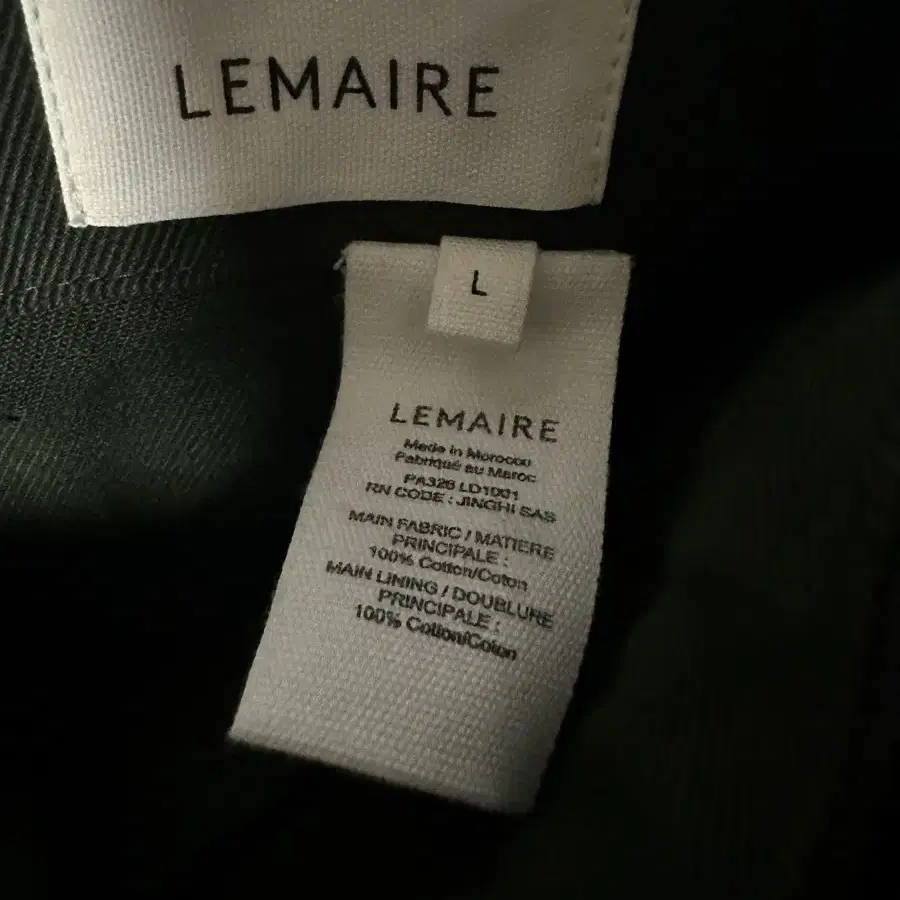 LEMAIRE
L
LEMAIRE
Made in Morocco
Fabriqué au Maroc
PA326 LD1001
RN CODE : JINGHI SAS
MAIN FABRIC / MATIERE
PRINCIPALE :
100% Cotton/Coton
MAIN LINING / DOUBLURE
PRINCIPALE :
100% Cotton/Coton